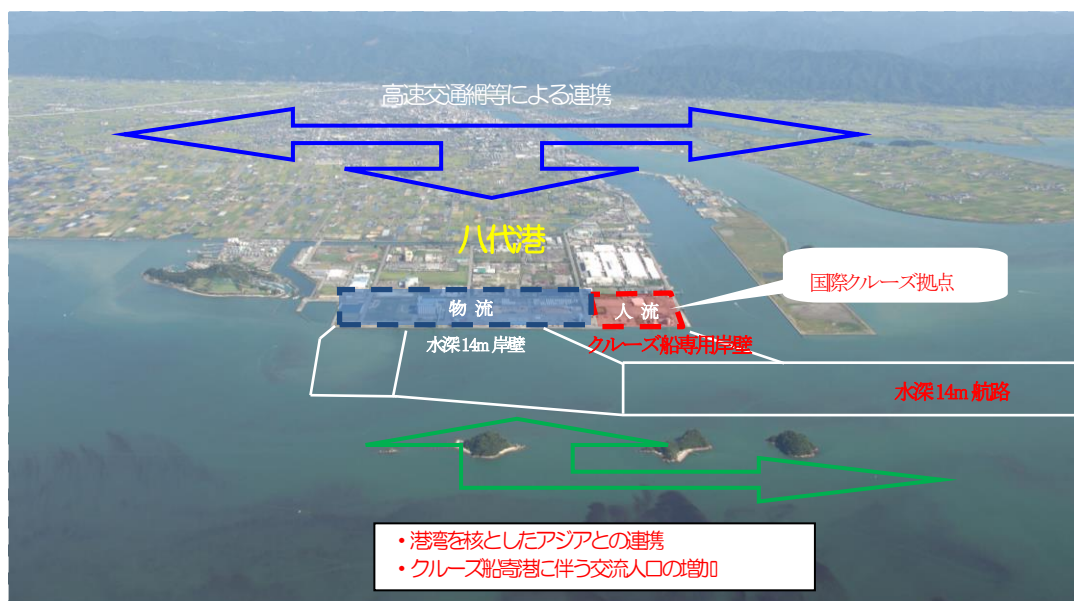 高速交通網等による連携
八代港
国際クルーズ拠点
物 流
人 流
水深14m 岸壁
クルーズ船専用岸壁
水深14m 航路
・港湾を核としたアジアとの連携
・クルーズ船寄港に伴う交流人口の増加